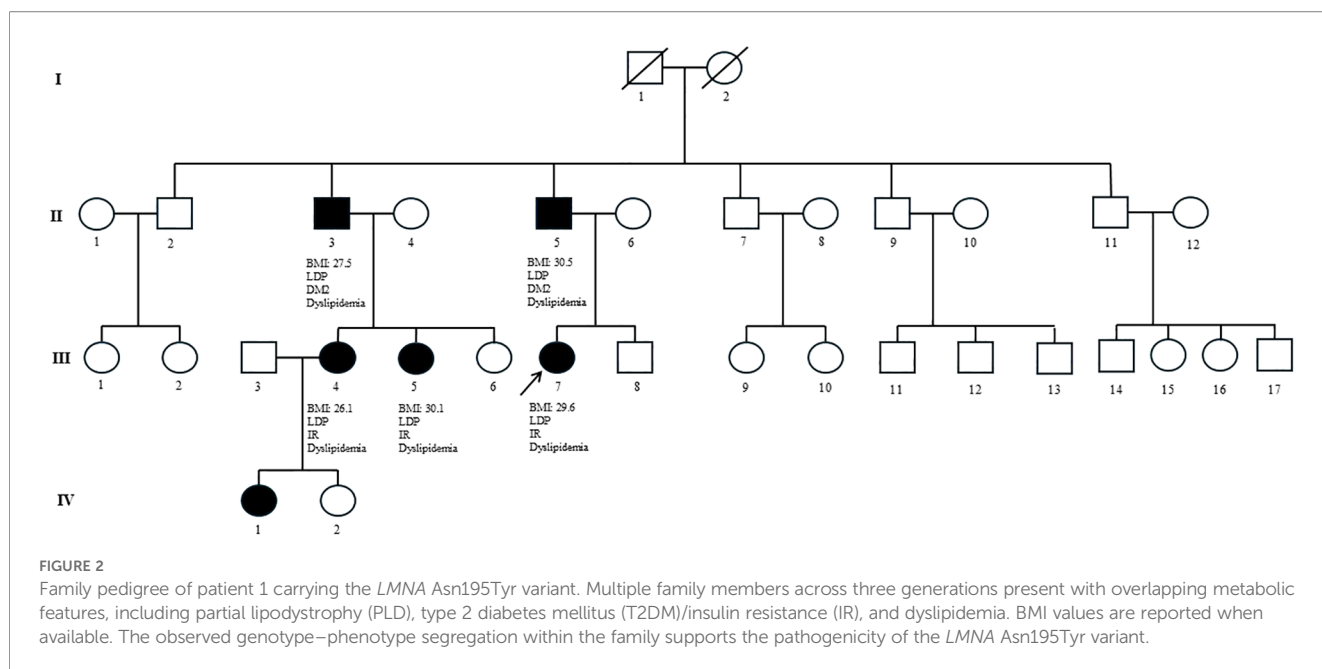 I
1
2
II
1 2 3 4 5 6 7 8 9 10 11 12
BMI: 27.5
LDP
DM2
Dyslipidemia
BMI: 30.5
LDP
DM2
Dyslipidemia
III
1 2 3 4 5 6 7 8 9 10 11 12 13 14 15 16 17
BMI: 26.1
LDP
IR
Dyslipidemia
BMI: 30.1
LDP
IR
Dyslipidemia
BMI: 29.6
LDP
IR
Dyslipidemia
IV
1 2
FIGURE 2
Family pedigree of patient 1 carrying the LMNA Asn195Tyr variant. Multiple family members across three generations present with overlapping metabolic
features, including partial lipodystrophy (PLD), type 2 diabetes mellitus (T2DM)/insulin resistance (IR), and dyslipidemia. BMI values are reported when
available. The observed genotype–phenotype segregation within the family supports the pathogenicity of the LMNA Asn195Tyr variant.